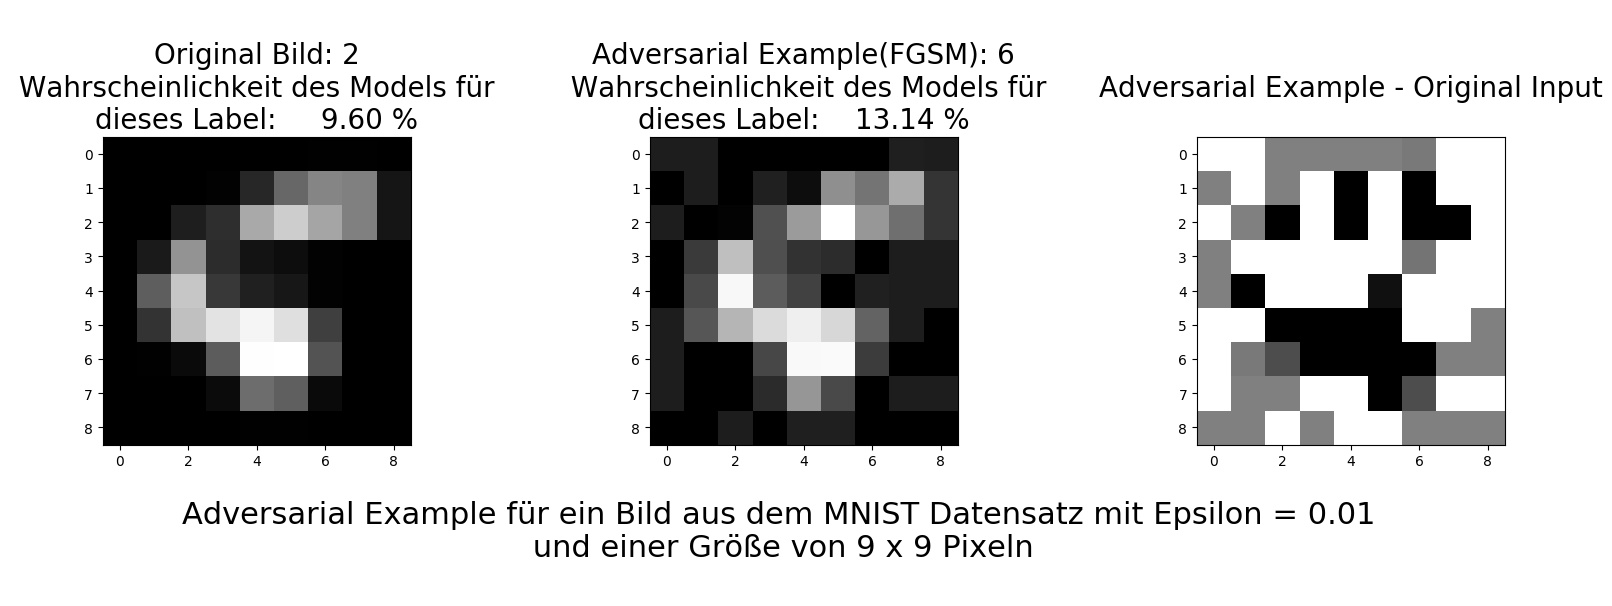 Original Bild: 2
Wahrscheinlichkeit des Models für
dieses Label: 9.60 %
Adversarial Example(FGSM): 6
Wahrscheinlichkeit des Models für
dieses Label: 13.14 %
Adversarial Example - Original Input
0
1
2
3
4
5
6
7
8
0 2 4 6 8
0
1
2
3
4
5
6
7
8
0 2 4 6 8
0
1
2
3
4
5
6
7
8
0 2 4 6 8
Adversarial Example für ein Bild aus dem MNIST Datensatz mit Epsilon = 0.01
und einer Größe von 9 x 9 Pixeln